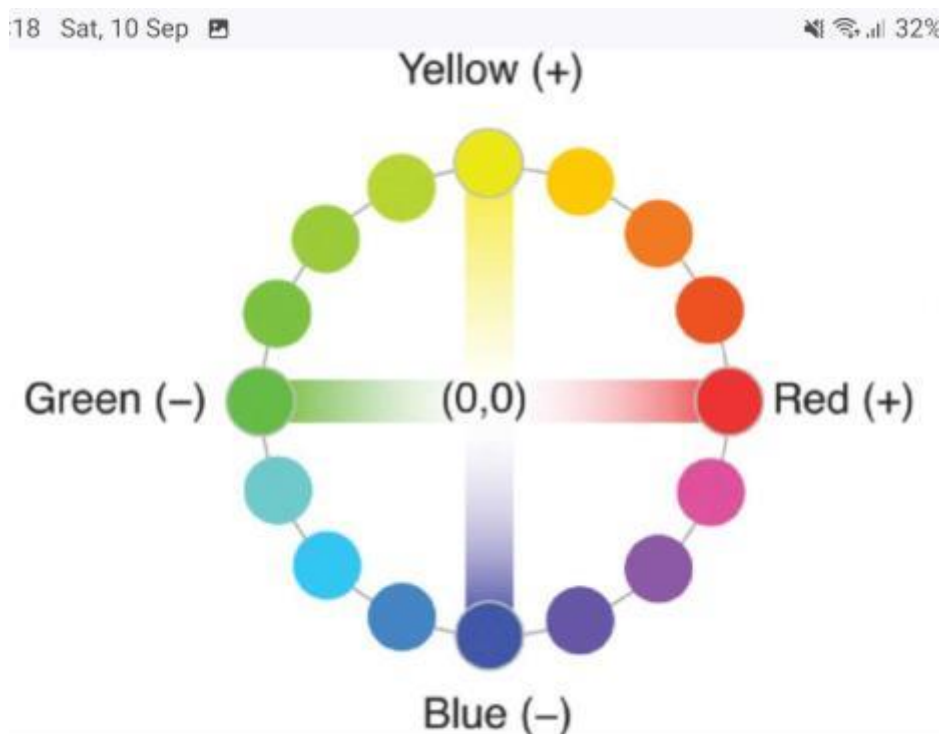 :18 Sat, 10 Sep 32%
Yellow (+)
Green (–) (0,0) Red (+)
Blue (–)